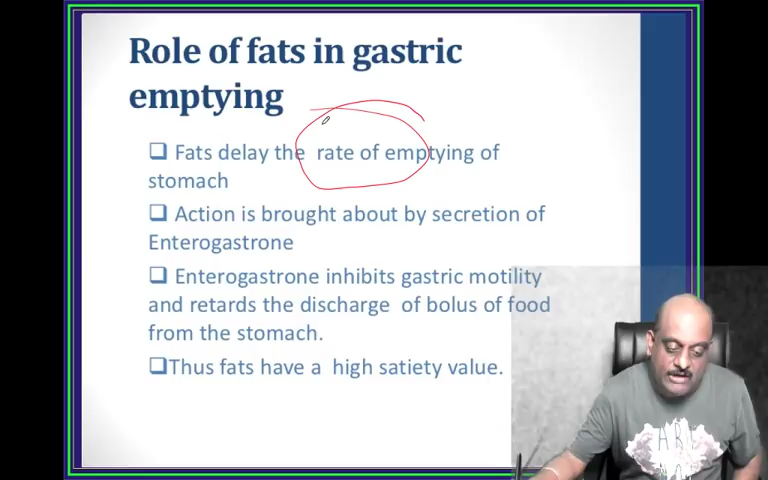 Role of fats in gastric
emptying
❑ Fats delay the rate of emptying of
stomach
❑ Action is brought about by secretion of
Enterogastrone
❑ Enterogastrone inhibits gastric motility
and retards the discharge of bolus of food
from the stomach.
❑Thus fats have a high satiety value.